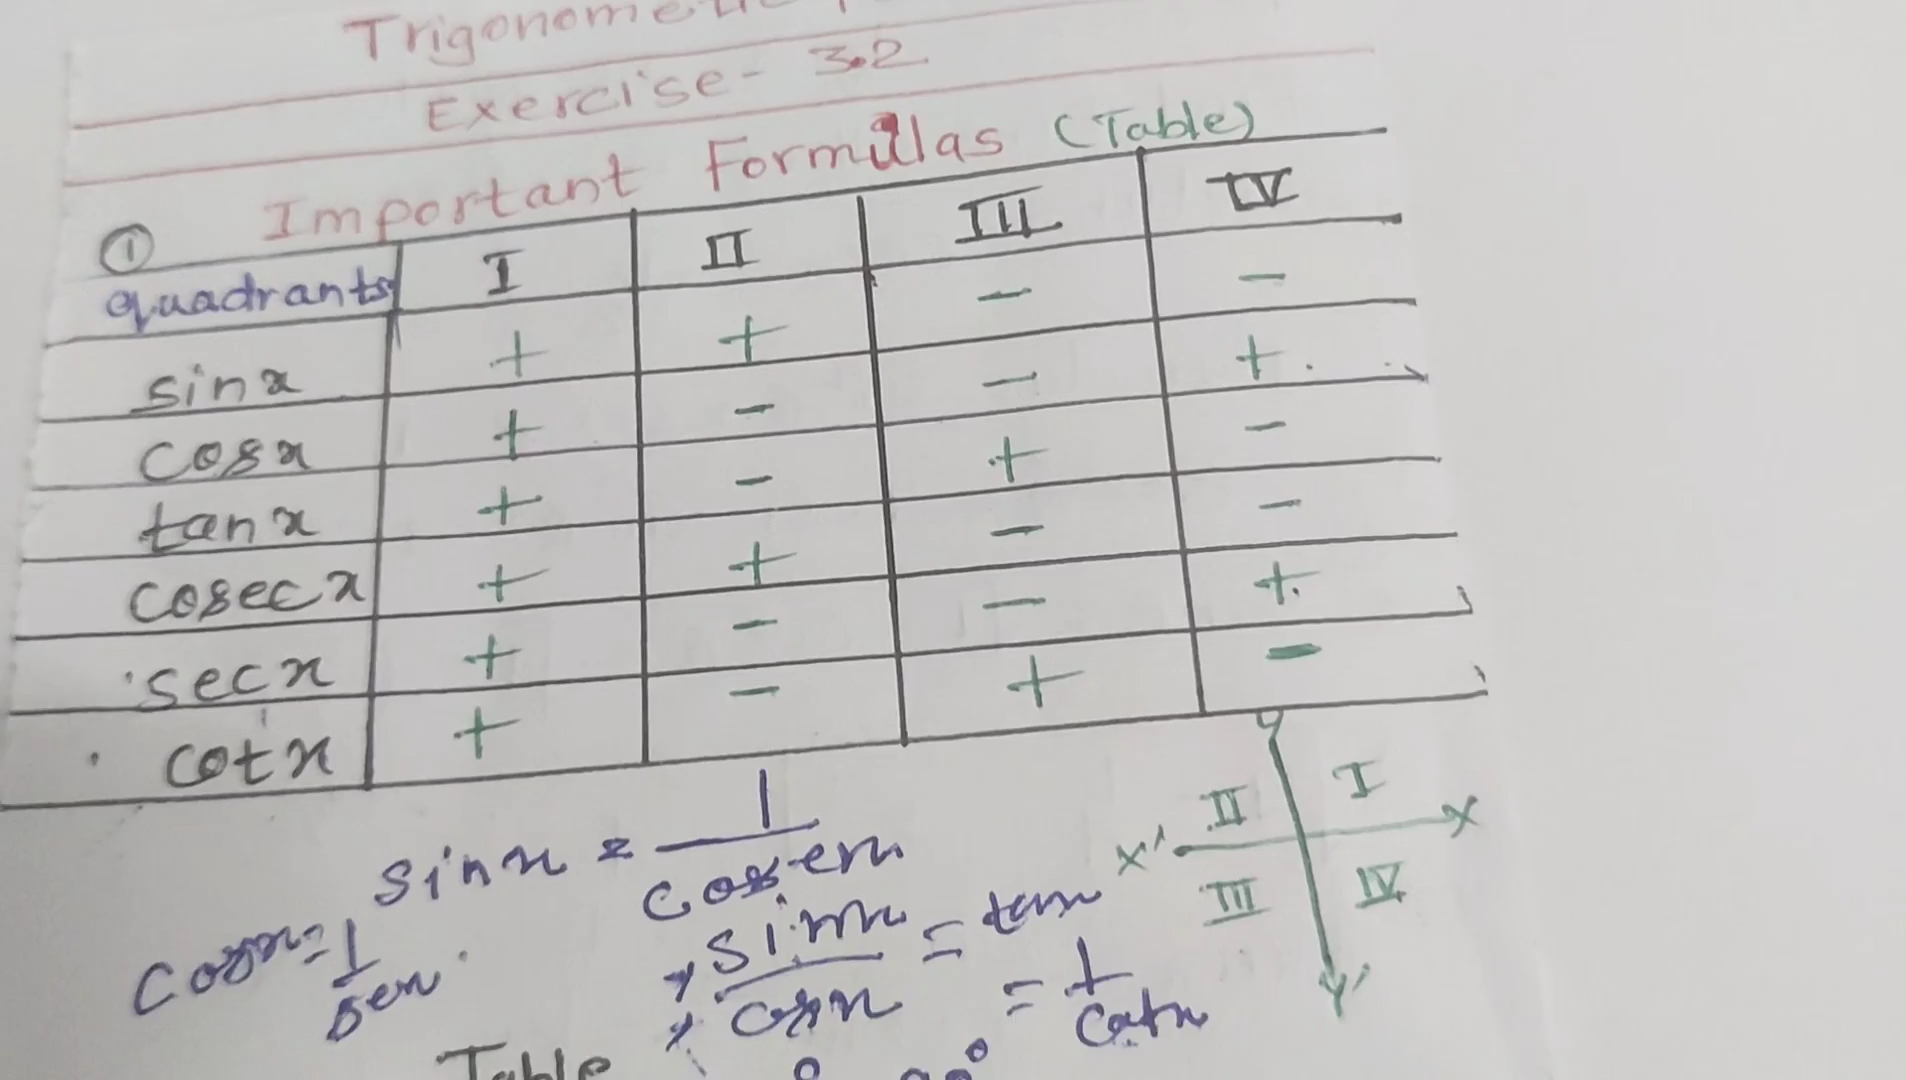 Trigonomet
Exercise - 3.2
Important Formulas (Table)
①
quadrants I II III IV
sin x + + - -
cos x + - - +
tan x + - + -
cosec x + + - -
sec x + - - +
cot x + - + -
sin x = 1/cosec x
cos x = 1/sec x
sin x/cos x = tan x
= 1/cot x
Y
II I
X' X
III IV
Y'
Table